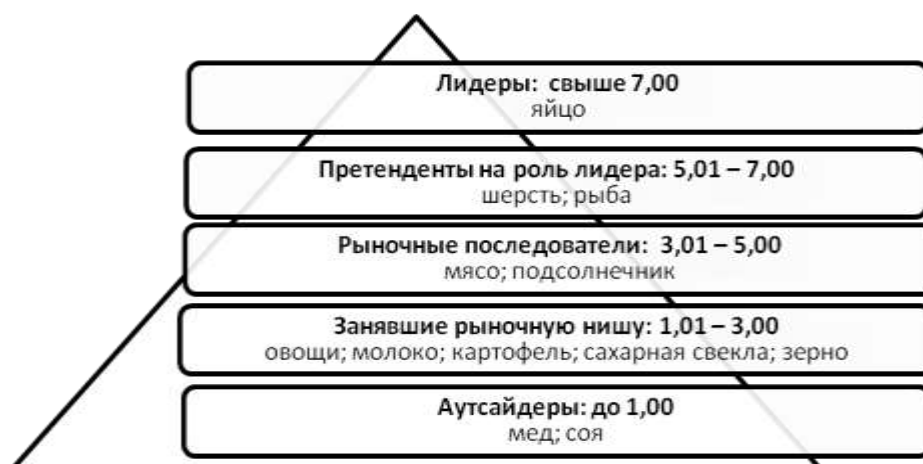 Лидеры: свыше 7,00
яйцо
Претенденты на роль лидера: 5,01 – 7,00
шерсть; рыба
Рыночные последователи: 3,01 – 5,00
мясо; подсолнечник
Занявшие рыночную нишу: 1,01 – 3,00
овощи; молоко; картофель; сахарная свекла; зерно
Аутсайдеры: до 1,00
мед; соя